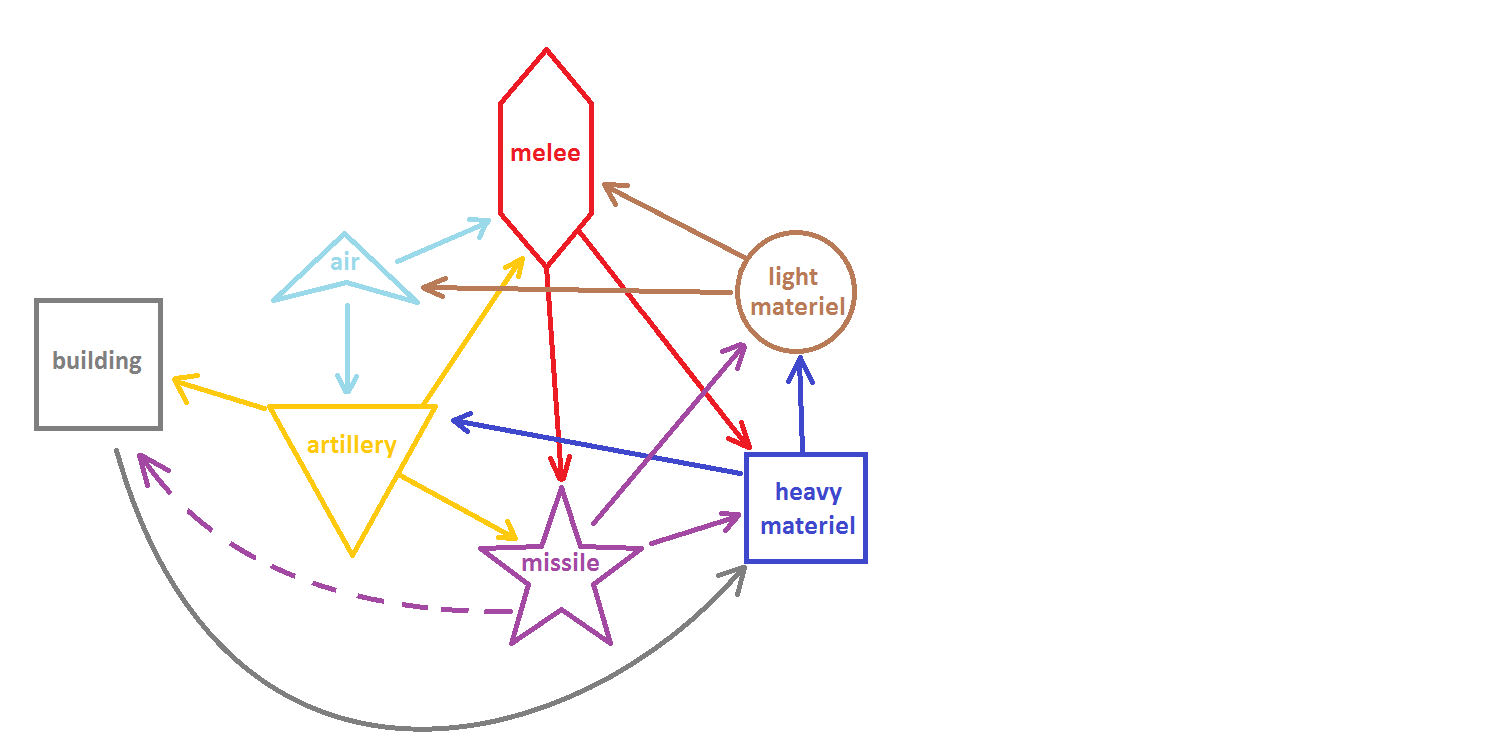 melee
air
light
materiel
building
artillery
heavy
materiel
missile